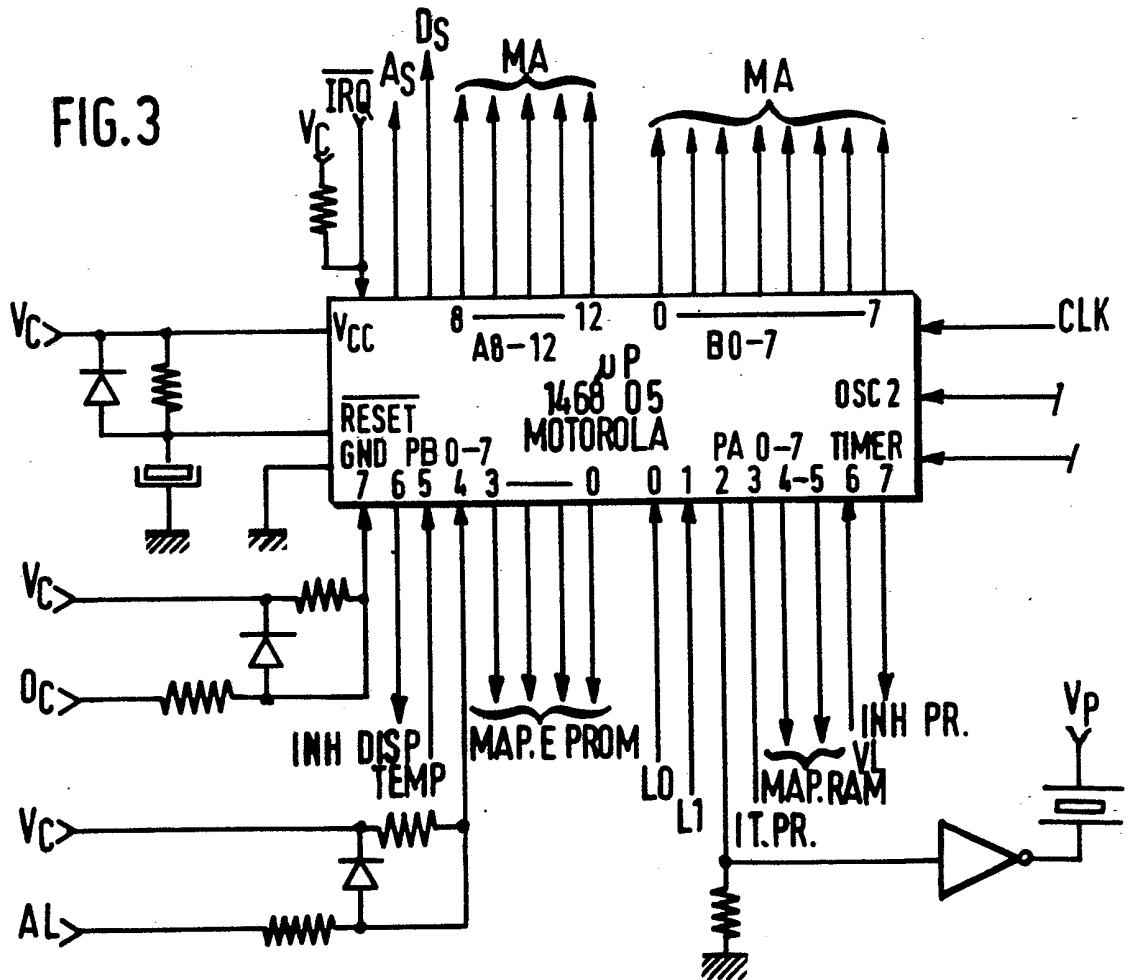 FIG.3
DS
AS
MA
MA
IRQ
VC
VC
VCC
8 12
A8-12
0 7
B0-7
CLK
µP
1468 05
MOTOROLA
OSC 2
RESET
GND
PB 0-7
PA 0-7
TIMER
7 6 5 4 3 0 0 1 2 3 4-5 6 7
VC
OC
INH DISP
TEMP
MAP.E PROM
L0
L1
IT.PR.
MAP.RAM
VL
INH PR.
VP
VC
AL